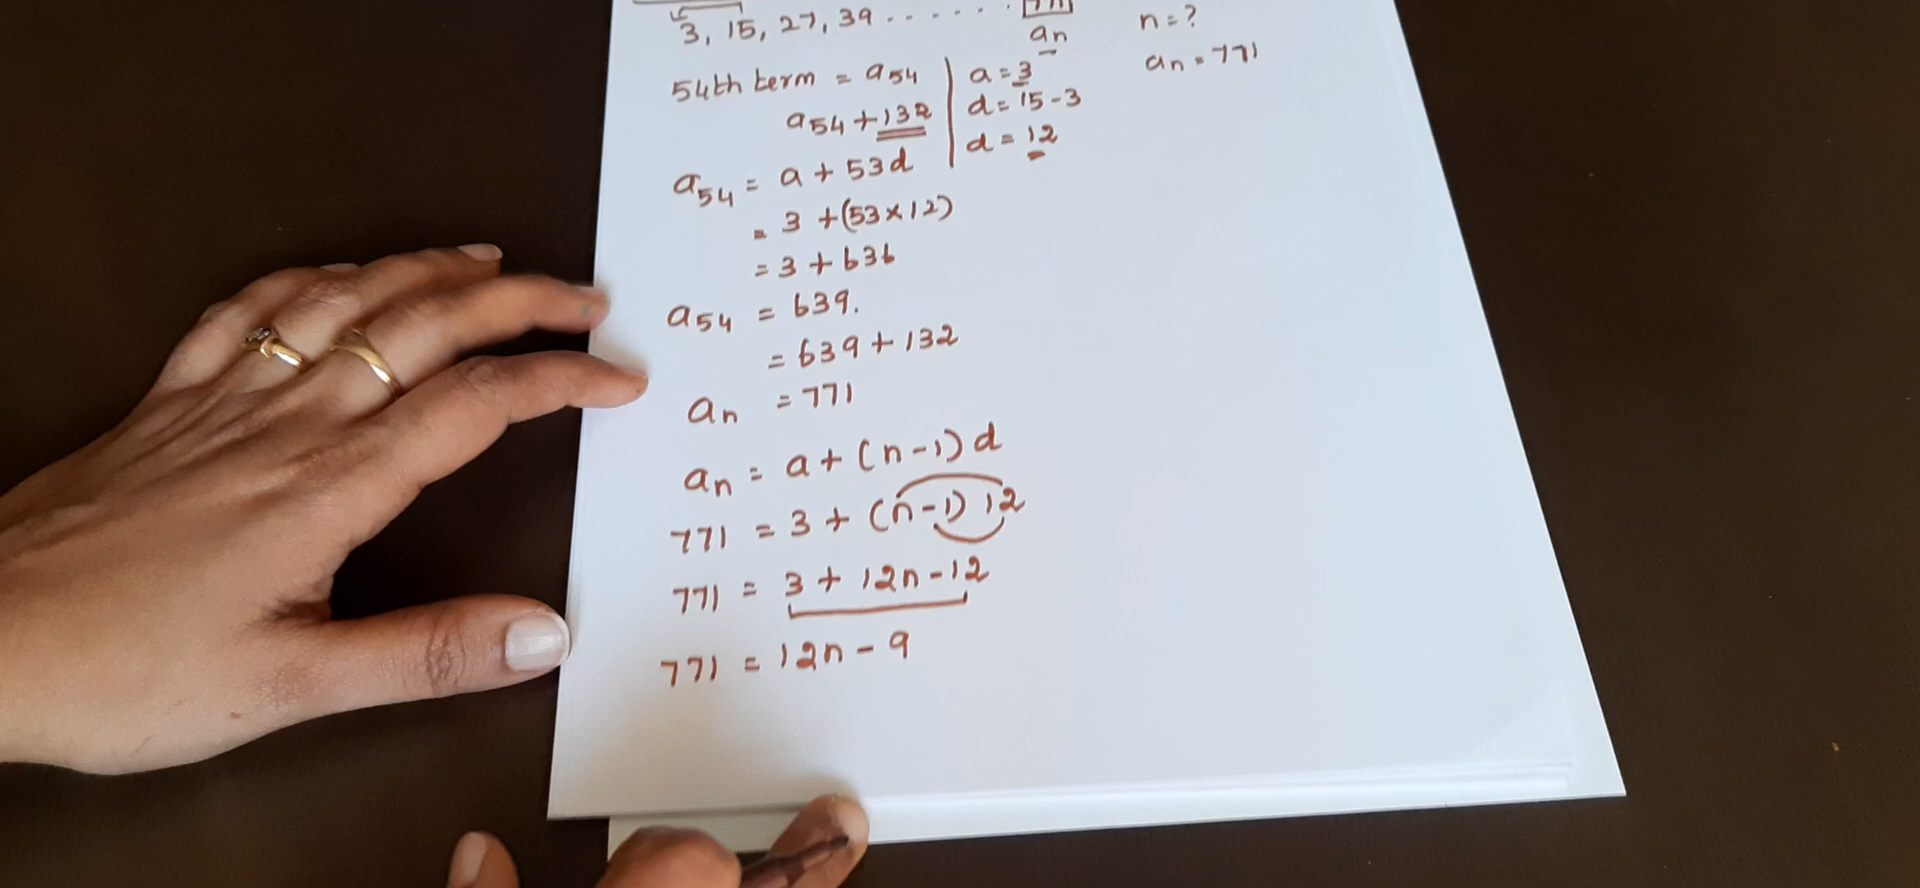 3, 15, 27, 39 . . . . . . . 771
an
n = ?
an = 771
54th term = a54
a54 + 132
a = 3
d = 15 - 3
d = 12
a54 = a + 53d
= 3 + (53 × 12)
= 3 + 636
a54 = 639.
= 639 + 132
an = 771
an = a + (n - 1) d
771 = 3 + (n - 1) 12
771 = 3 + 12n - 12
771 = 12n - 9